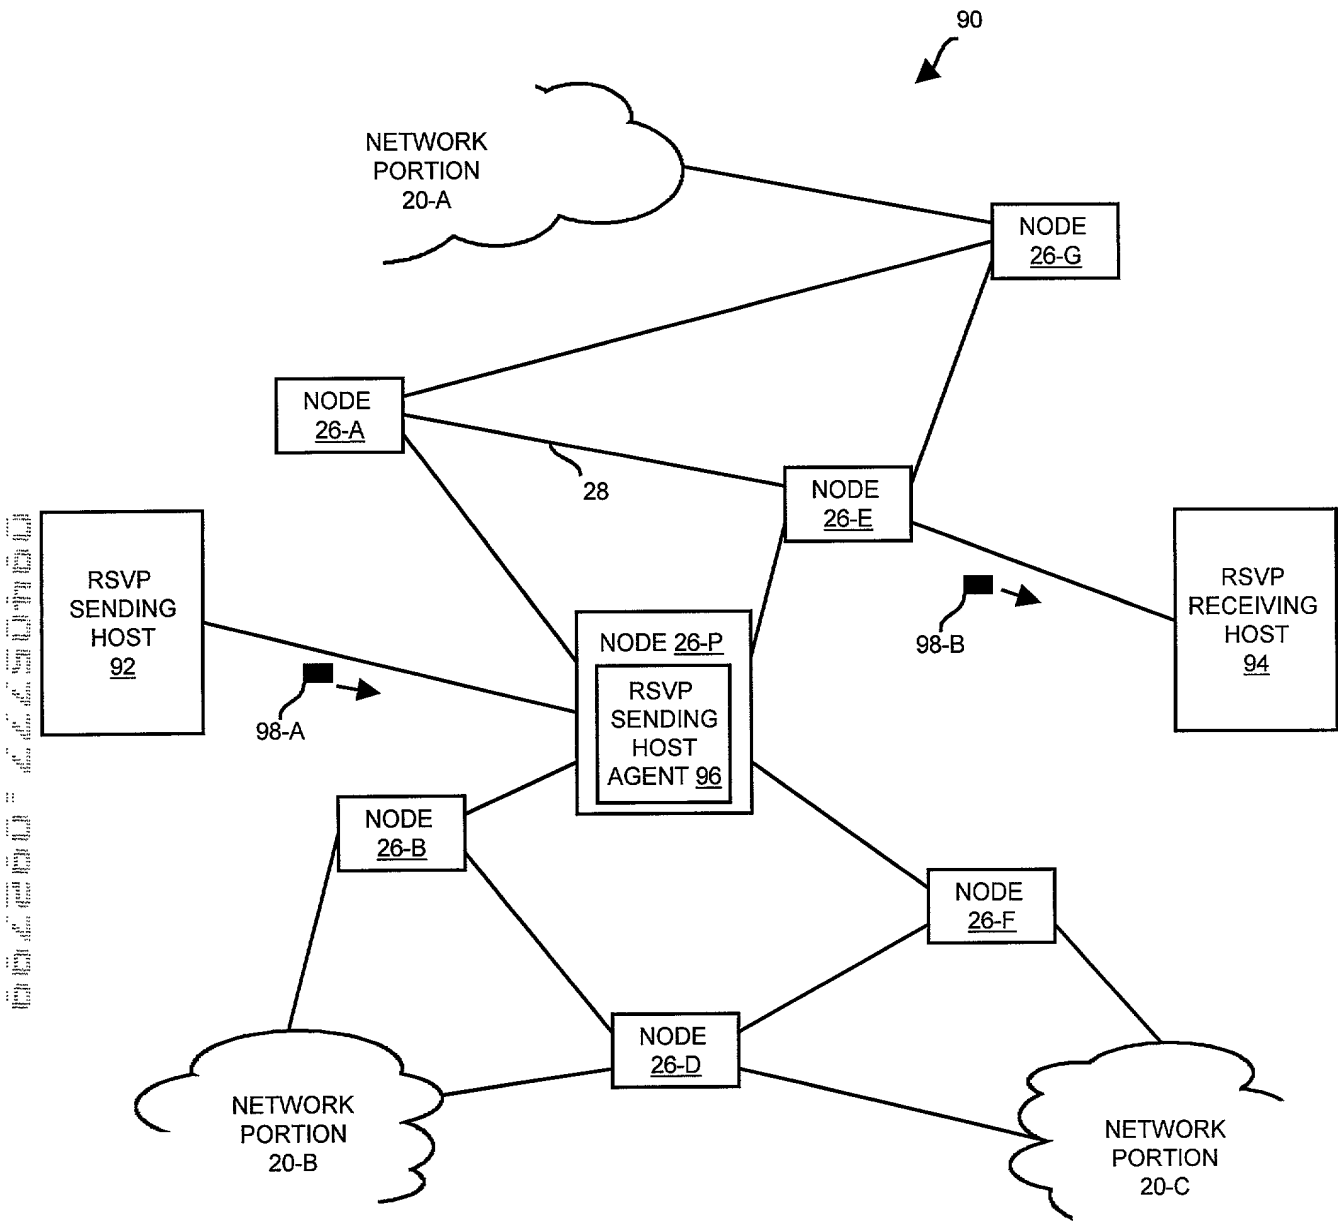 90
NETWORK
PORTION
20-A
NODE
26-G
NODE
26-A
28
NODE
26-E
RSVP
SENDING
HOST
92
98-A
NODE 26-P
RSVP
SENDING
HOST
AGENT 96
98-B
RSVP
RECEIVING
HOST
94
NODE
26-B
NODE
26-F
NODE
26-D
NETWORK
PORTION
20-B
NETWORK
PORTION
20-C